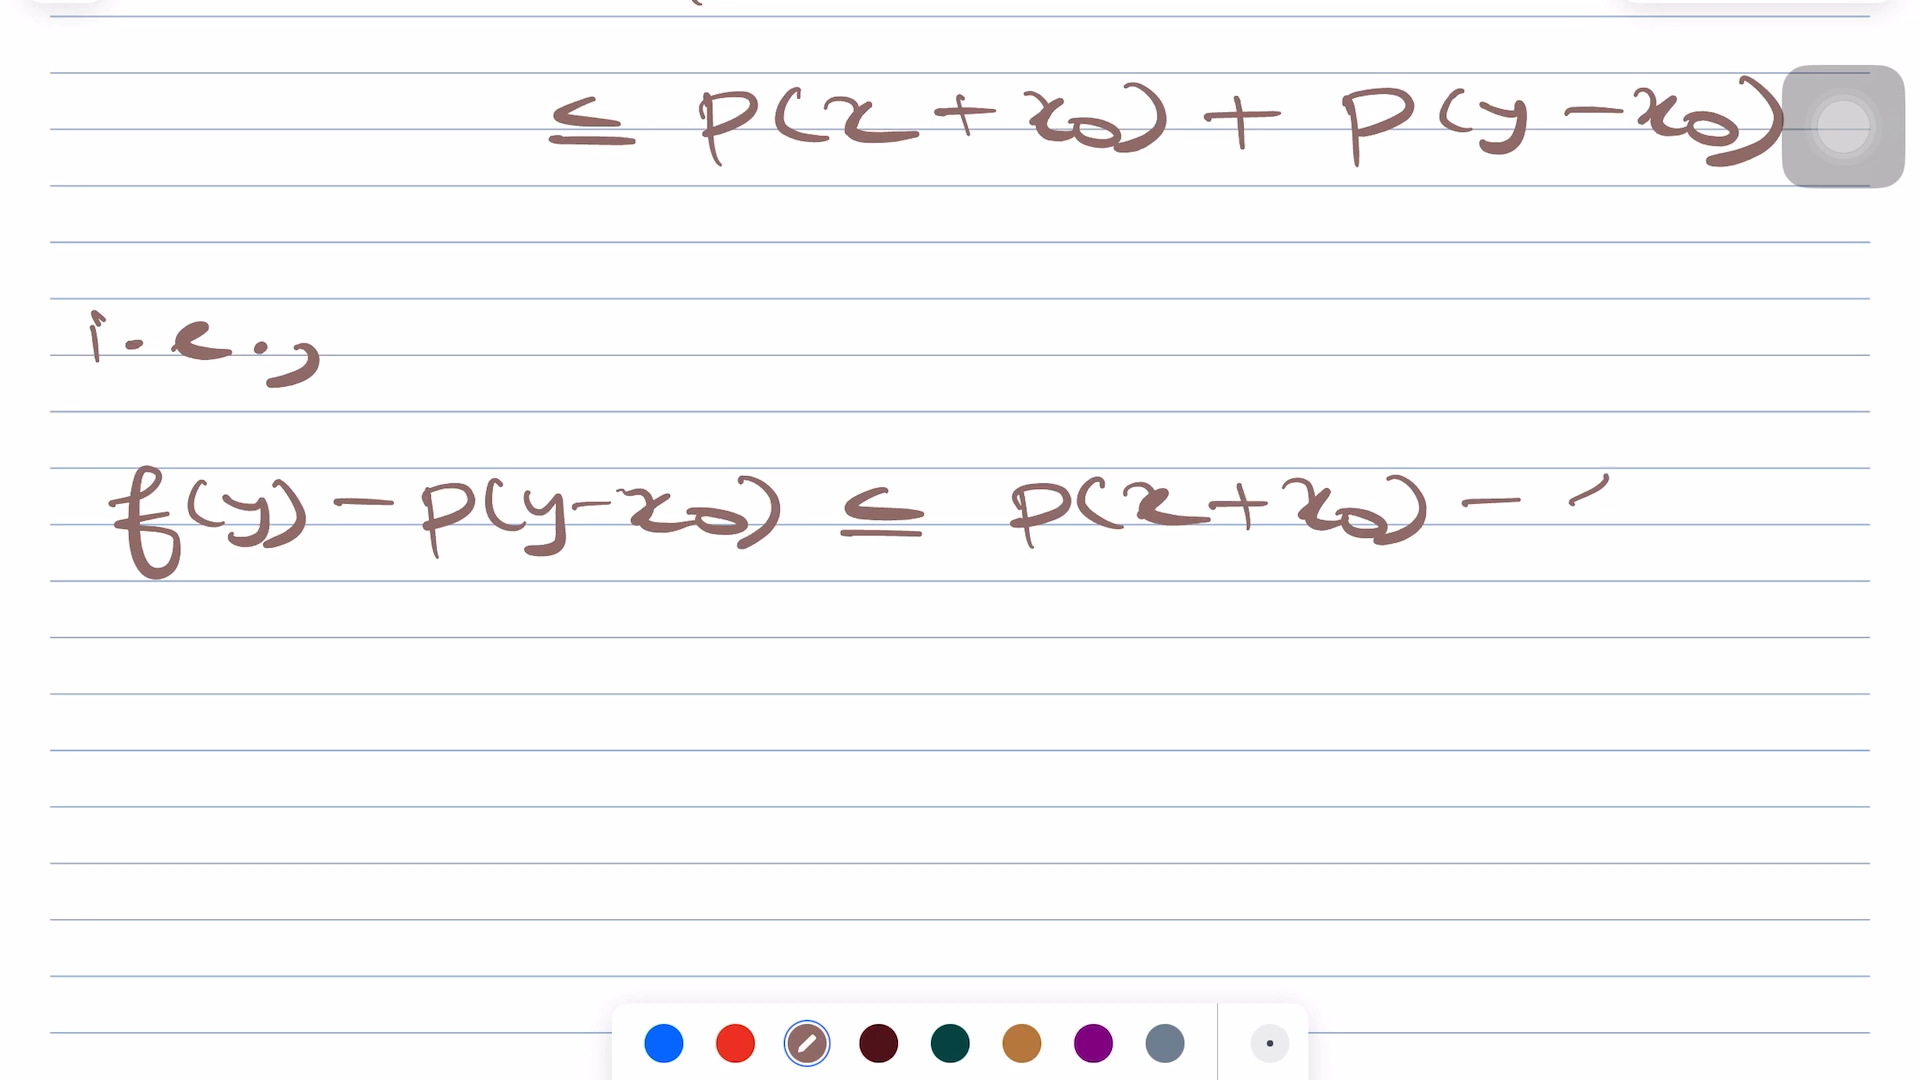 ≤ p(x + x₀) + p(y - x₀)
i.e.,
f(y) - p(y - x₀) ≤ p(x + x₀) -